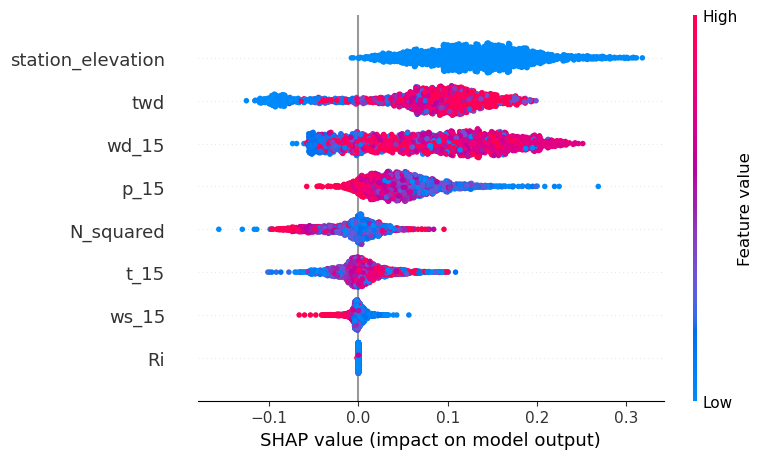 High
station_elevation
twd
wd_15
p_15
N_squared
t_15
ws_15
Ri
Feature value
Low
−0.1 0.0 0.1 0.2 0.3
SHAP value (impact on model output)